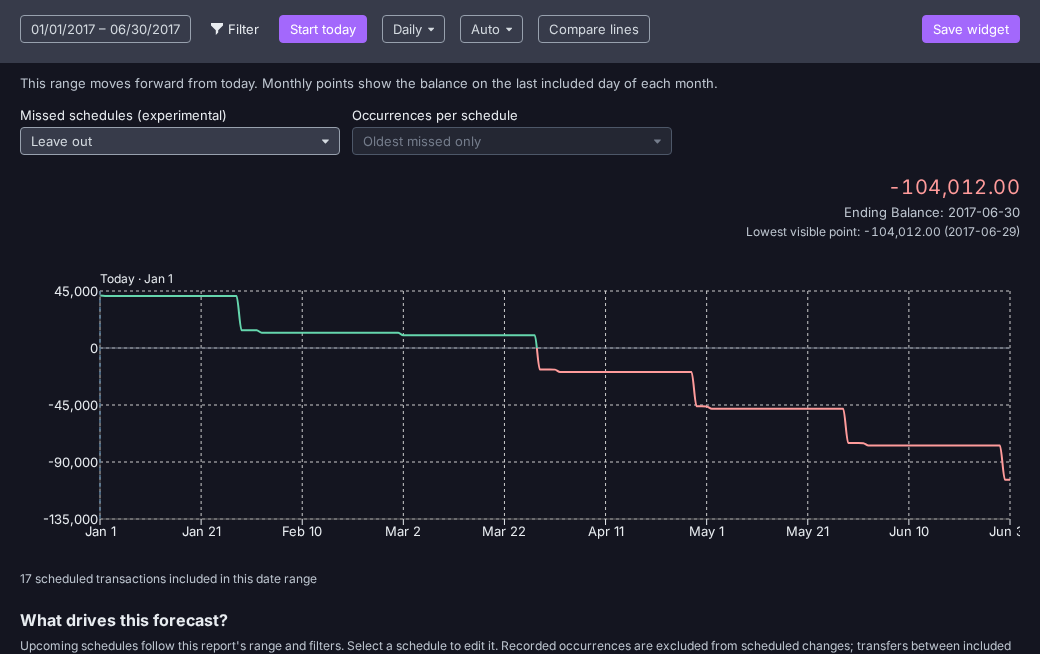 01/01/2017 – 06/30/2017 Filter Start today Daily Auto Compare lines Save widget
This range moves forward from today. Monthly points show the balance on the last included day of each month.
Missed schedules (experimental) Occurrences per schedule
Leave out Oldest missed only
-104,012.00
Ending Balance: 2017-06-30
Lowest visible point: -104,012.00 (2017-06-29)
Today · Jan 1
45,000
0
-45,000
-90,000
-135,000
Jan 1 Jan 21 Feb 10 Mar 2 Mar 22 Apr 11 May 1 May 21 Jun 10 Jun
17 scheduled transactions included in this date range
What drives this forecast?
Upcoming schedules follow this report's range and filters. Select a schedule to edit it. Recorded occurrences are excluded from scheduled changes; transfers between included